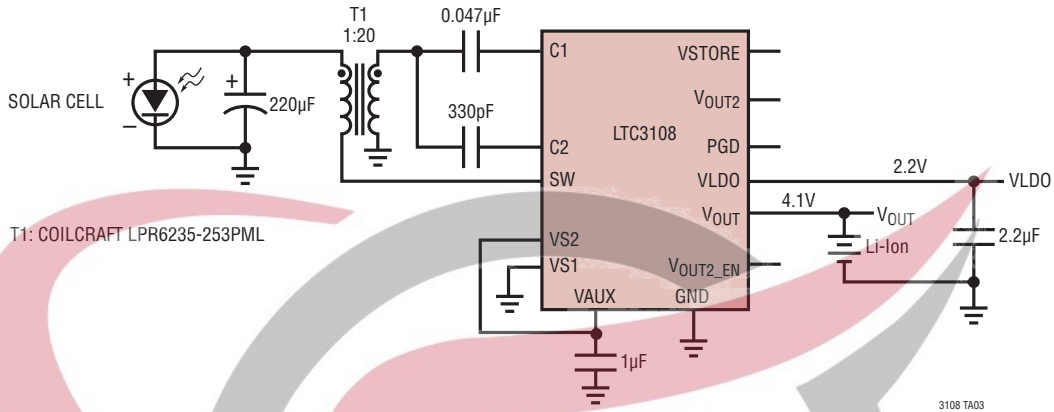 T1
1:20
0.047µF
330pF
SOLAR CELL
+
–
+
220µF
T1: COILCRAFT LPR6235-253PML
C1
C2
SW
VS2
VS1
VAUX
GND
LTC3108
VSTORE
VOUT2
PGD
VLDO
VOUT
VOUT2_EN
1µF
2.2V
VLDO
4.1V
VOUT
Li-Ion
2.2µF
3108 TA03